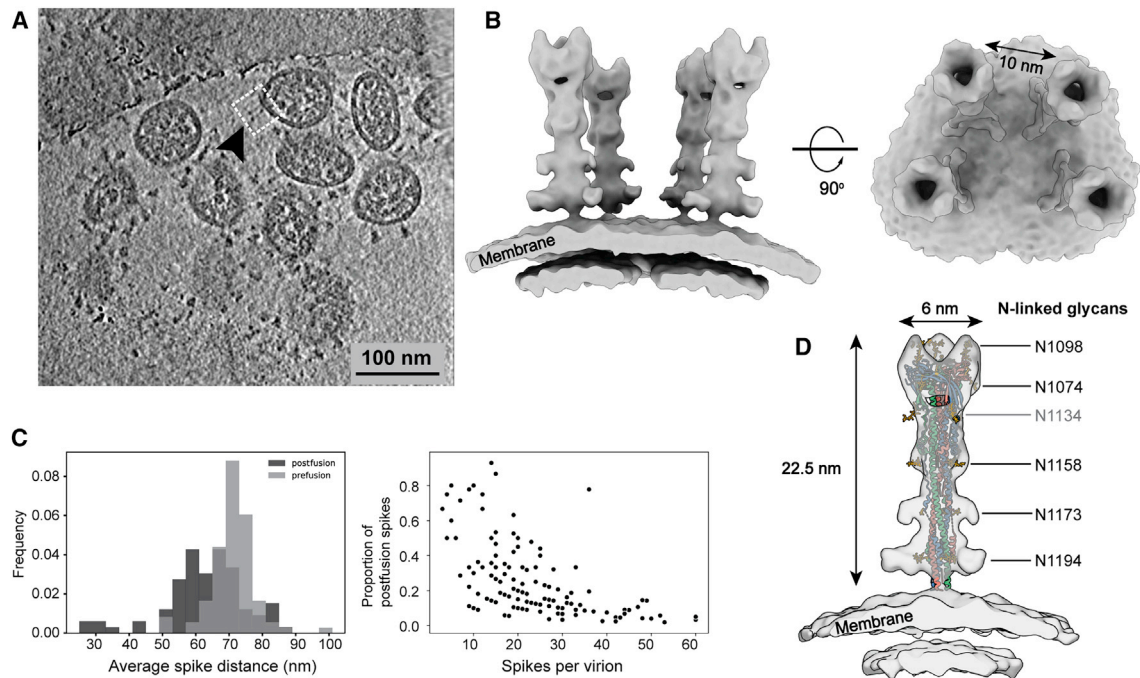 A
100 nm
B
Membrane
90º
10 nm
C
Frequency
0.08
0.06
0.04
0.02
0.00
30 40 50 60 70 80 90 100
Average spike distance (nm)
postfusion
prefusion
Proportion of
postfusion spikes
0.8
0.6
0.4
0.2
0.0
10 20 30 40 50 60
Spikes per virion
D
6 nm
N-linked glycans
22.5 nm
N1098
N1074
N1134
N1158
N1173
N1194
Membrane